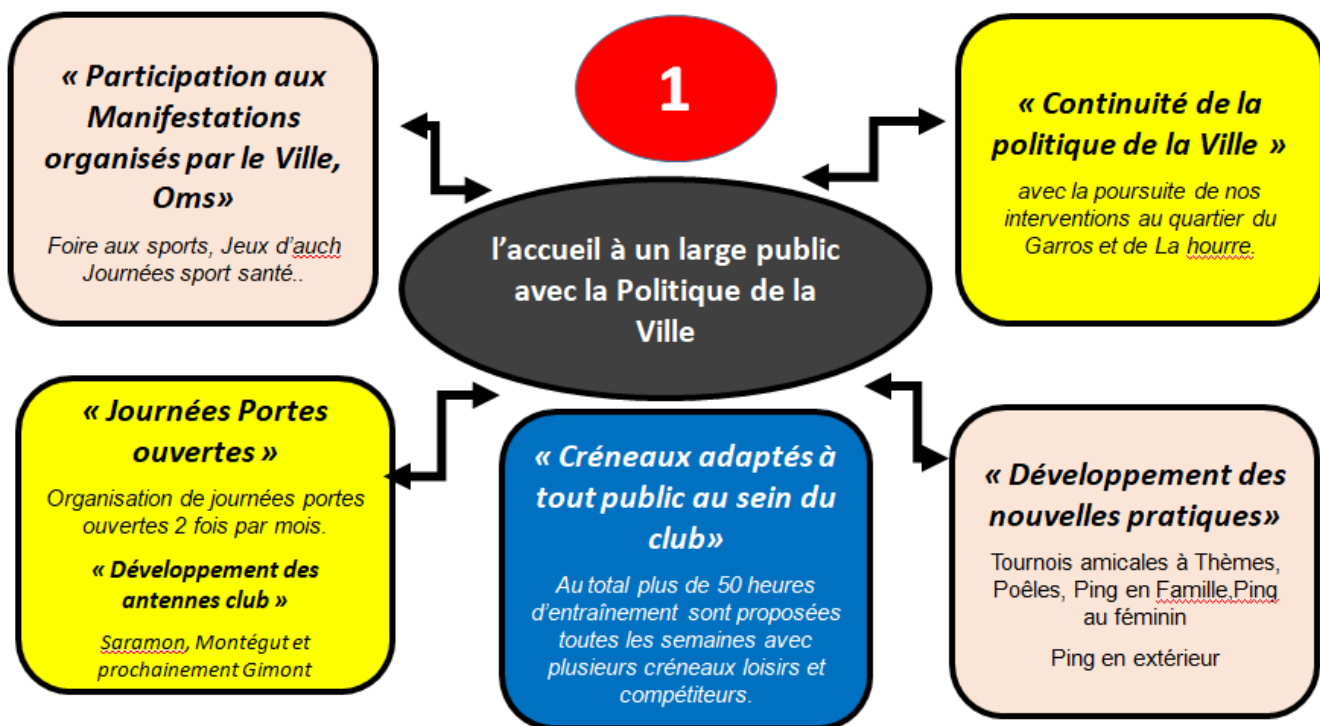 « Participation aux
Manifestations
organisés par le Ville,
Oms»
Foire aux sports, Jeux d'auch
Journées sport santé..
1
« Continuité de la
politique de la Ville »
avec la poursuite de nos
interventions au quartier du
Garros et de La hourre.
l'accueil à un large public
avec la Politique de la
Ville
« Journées Portes
ouvertes »
Organisation de journées portes
ouvertes 2 fois par mois.
« Développement des
antennes club »
Saramon, Montégut et
prochainement Gimont
« Créneaux adaptés à
tout public au sein du
club»
Au total plus de 50 heures
d'entraînement sont proposées
toutes les semaines avec
plusieurs créneaux loisirs et
compétiteurs.
« Développement des
nouvelles pratiques»
Tournois amicales à Thèmes,
Poêles, Ping en Famille,Ping
au féminin
Ping en extérieur